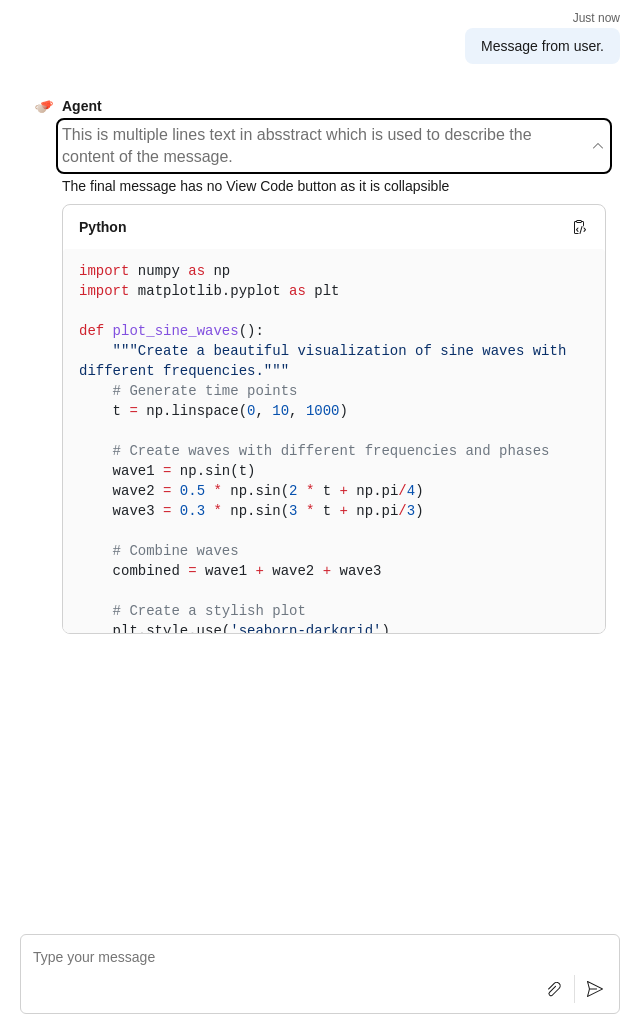 Just now
Message from user.
Agent
This is multiple lines text in absstract which is used to describe the
content of the message.
The final message has no View Code button as it is collapsible
Python
import numpy as np
import matplotlib.pyplot as plt
def plot_sine_waves():
    """Create a beautiful visualization of sine waves with
different frequencies."""
    # Generate time points
    t = np.linspace(0, 10, 1000)
    # Create waves with different frequencies and phases
    wave1 = np.sin(t)
    wave2 = 0.5 * np.sin(2 * t + np.pi/4)
    wave3 = 0.3 * np.sin(3 * t + np.pi/3)
    # Combine waves
    combined = wave1 + wave2 + wave3
    # Create a stylish plot
    plt.style.use('seaborn-darkgrid')
Type your message